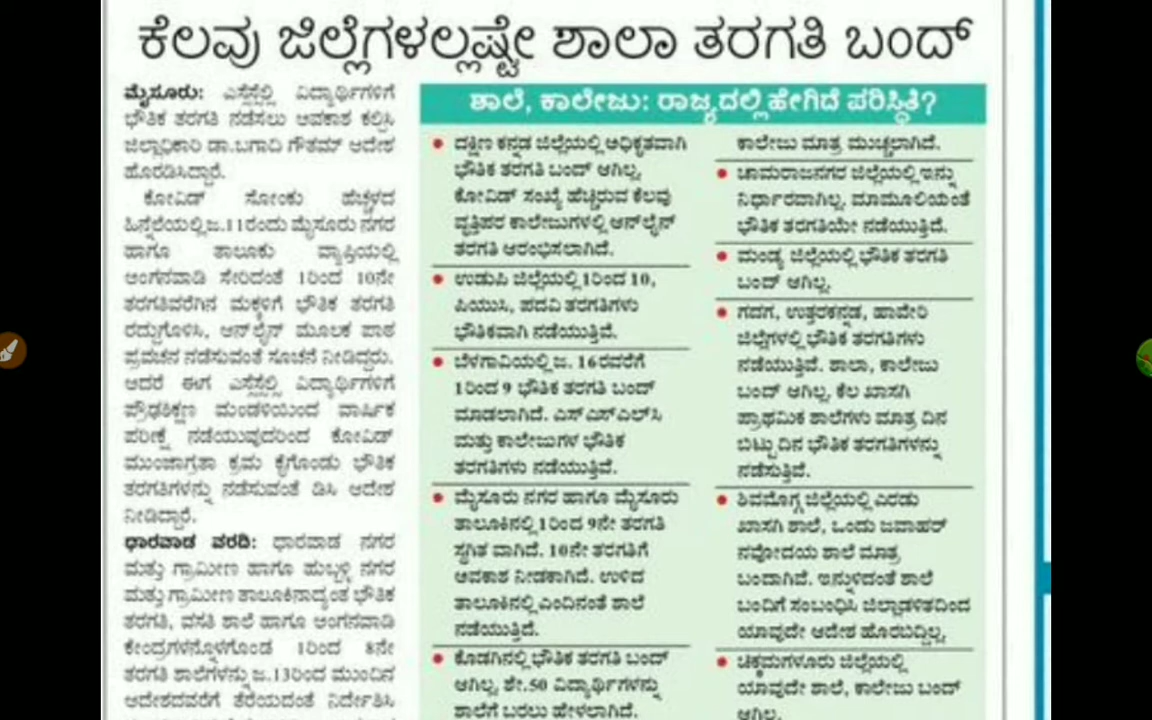 ಕೆಲವು ಜಿಲ್ಲೆಗಳಲ್ಲಷ್ಟೇ ಶಾಲಾ ತರಗತಿ ಬಂದ್
ಮೈಸೂರು: ಎಸ್ಸೆಸ್ಸೆಲ್ಸಿ ವಿದ್ಯಾರ್ಥಿಗಳಿಗೆ
ಭೌತಿಕ ತರಗತಿ ನಡೆಸಲು ಅವಕಾಶ ಕಲ್ಪಿಸಿ
ಜಿಲ್ಲಾಧಿಕಾರಿ ಡಾ.ಬಗಾದಿ ಗೌತಮ್ ಆದೇಶ
ಹೊರಡಿಸಿದ್ದಾರೆ.
ಕೋವಿಡ್ ಸೋಂಕು ಹೆಚ್ಚಳದ
ಹಿನ್ನೆಲೆಯಲ್ಲಿ ಜ.11ರಂದು ಮೈಸೂರು ನಗರ
ಹಾಗೂ ತಾಲೂಕು ವ್ಯಾಪ್ತಿಯಲ್ಲಿ
ಅಂಗನವಾಡಿ ಸೇರಿದಂತೆ 1ರಿಂದ 10ನೇ
ತರಗತಿವರೆಗಿನ ಮಕ್ಕಳಿಗೆ ಭೌತಿಕ ತರಗತಿ
ರದ್ದುಗೊಳಿಸಿ, ಆನ್‌ಲೈನ್ ಮೂಲಕ ಪಾಠ
ಪ್ರವಚನ ನಡೆಸುವಂತೆ ಸೂಚನೆ ನೀಡಿದ್ದರು.
ಆದರೆ ಈಗ ಎಸ್ಸೆಸ್ಸೆಲ್ಸಿ ವಿದ್ಯಾರ್ಥಿಗಳಿಗೆ
ಪ್ರೌಢಶಿಕ್ಷಣ ಮಂಡಳಿಯಿಂದ ವಾರ್ಷಿಕ
ಪರೀಕ್ಷೆ ನಡೆಯುವುದರಿಂದ ಕೋವಿಡ್
ಮುಂಜಾಗ್ರತಾ ಕ್ರಮ ಕೈಗೊಂಡು ಭೌತಿಕ
ತರಗತಿಗಳನ್ನು ನಡೆಸುವಂತೆ ಡಿಸಿ ಆದೇಶ
ನೀಡಿದ್ದಾರೆ.
ಧಾರವಾಡ ವರದಿ: ಧಾರವಾಡ ನಗರ
ಮತ್ತು ಗ್ರಾಮೀಣ ಹಾಗೂ ಹುಬ್ಬಳ್ಳಿ ನಗರ
ಮತ್ತು ಗ್ರಾಮೀಣ ತಾಲೂಕಿನಾದ್ಯಂತ ಭೌತಿಕ
ತರಗತಿ, ವಸತಿ ಶಾಲೆ ಹಾಗೂ ಅಂಗನವಾಡಿ
ಕೇಂದ್ರಗಳನ್ನೊಳಗೊಂಡ 1ರಿಂದ 8ನೇ
ತರಗತಿ ಶಾಲೆಗಳನ್ನು ಜ.13ರಿಂದ ಮುಂದಿನ
ಆದೇಶದವರೆಗೆ ತೆರೆಯದಂತೆ ನಿರ್ದೇಶಿಸಿ
ಶಾಲೆ, ಕಾಲೇಜು: ರಾಜ್ಯದಲ್ಲಿ ಹೇಗಿದೆ ಪರಿಸ್ಥಿತಿ?
• ದಕ್ಷಿಣ ಕನ್ನಡ ಜಿಲ್ಲೆಯಲ್ಲಿ ಅಧಿಕೃತವಾಗಿ
ಭೌತಿಕ ತರಗತಿ ಬಂದ್ ಆಗಿಲ್ಲ.
ಕೋವಿಡ್ ಸಂಖ್ಯೆ ಹೆಚ್ಚಿರುವ ಕೆಲವು
ವೃತ್ತಿಪರ ಕಾಲೇಜುಗಳಲ್ಲಿ ಆನ್‌ಲೈನ್
ತರಗತಿ ಆರಂಭಿಸಲಾಗಿದೆ.
• ಉಡುಪಿ ಜಿಲ್ಲೆಯಲ್ಲಿ 1ರಿಂದ 10,
ಪಿಯುಸಿ, ಪದವಿ ತರಗತಿಗಳು
ಭೌತಿಕವಾಗಿ ನಡೆಯುತ್ತಿವೆ.
• ಬೆಳಗಾವಿಯಲ್ಲಿ ಜ. 16ರವರೆಗೆ
1ರಿಂದ 9 ಭೌತಿಕ ತರಗತಿ ಬಂದ್
ಮಾಡಲಾಗಿದೆ. ಎಸ್ಎಸ್ಎಲ್‌ಸಿ
ಮತ್ತು ಕಾಲೇಜುಗಳ ಭೌತಿಕ
ತರಗತಿಗಳು ನಡೆಯುತ್ತಿವೆ.
• ಮೈಸೂರು ನಗರ ಹಾಗೂ ಮೈಸೂರು
ತಾಲೂಕಿನಲ್ಲಿ 1ರಿಂದ 9ನೇ ತರಗತಿ
ಸ್ಥಗಿತ ವಾಗಿದೆ. 10ನೇ ತರಗತಿಗೆ
ಅವಕಾಶ ನೀಡಕಾಗಿದೆ. ಉಳಿದ
ತಾಲೂಕಿನಲ್ಲಿ ಎಂದಿನಂತೆ ಶಾಲೆ
ನಡೆಯುತ್ತಿದೆ.
• ಕೊಡಗಿನಲ್ಲಿ ಭೌತಿಕ ತರಗತಿ ಬಂದ್
ಆಗಿಲ್ಲ. ಶೇ.50 ವಿದ್ಯಾರ್ಥಿಗಳನ್ನು
ಶಾಲೆಗೆ ಬರಲು ಹೇಳಲಾಗಿದೆ.
ಕಾಲೇಜು ಮಾತ್ರ ಮುಚ್ಚಲಾಗಿದೆ.
• ಚಾಮರಾಜನಗರ ಜಿಲ್ಲೆಯಲ್ಲಿ ಇನ್ನು
ನಿರ್ಧಾರವಾಗಿಲ್ಲ. ಮಾಮೂಲಿಯಂತೆ
ಭೌತಿಕ ತರಗತಿಯೇ ನಡೆಯುತ್ತಿದೆ.
• ಮಂಡ್ಯ ಜಿಲ್ಲೆಯಲ್ಲಿ ಭೌತಿಕ ತರಗತಿ
ಬಂದ್ ಆಗಿಲ್ಲ.
• ಗದಗ, ಉತ್ತರಕನ್ನಡ, ಹಾವೇರಿ
ಜಿಲ್ಲೆಗಳಲ್ಲಿ ಭೌತಿಕ ತರಗತಿಗಳು
ನಡೆಯುತ್ತಿವೆ. ಶಾಲಾ, ಕಾಲೇಜು
ಬಂದ್ ಆಗಿಲ್ಲ. ಕೆಲ ಖಾಸಗಿ
ಪ್ರಾಥಮಿಕ ಶಾಲೆಗಳು ಮಾತ್ರ ದಿನ
ಬಿಟ್ಟು ದಿನ ಭೌತಿಕ ತರಗತಿಗಳನ್ನು
ನಡೆಸುತ್ತಿವೆ.
• ಶಿವಮೊಗ್ಗ ಜಿಲ್ಲೆಯಲ್ಲಿ ಎರಡು
ಖಾಸಗಿ ಶಾಲೆ, ಒಂದು ಜವಾಹರ್
ನವೋದಯ ಶಾಲೆ ಮಾತ್ರ
ಬಂದಾಗಿವೆ. ಇನ್ನುಳಿದಂತೆ ಶಾಲೆ
ಬಂದಿಗೆ ಸಂಬಂಧಿಸಿ ಜಿಲ್ಲಾಡಳಿತದಿಂದ
ಯಾವುದೇ ಆದೇಶ ಹೊರಬಿದ್ದಿಲ್ಲ.
• ಚಿಕ್ಕಮಗಳೂರು ಜಿಲ್ಲೆಯಲ್ಲಿ
ಯಾವುದೇ ಶಾಲೆ, ಕಾಲೇಜು ಬಂದ್
ಆಗಿಲ್ಲ.